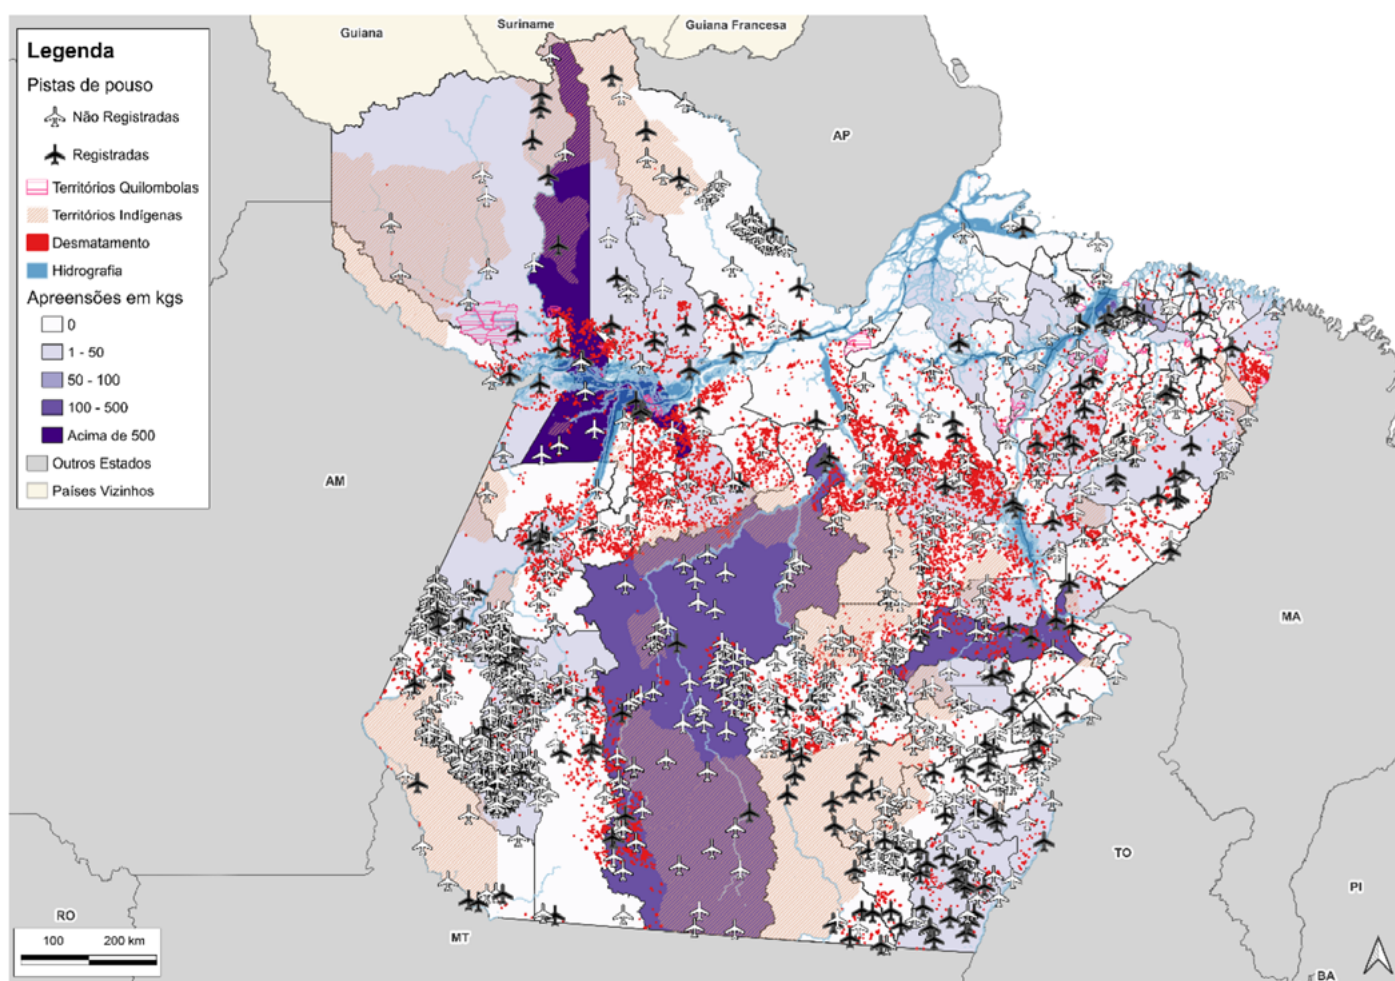 Guiana
Suriname
Guiana Francesa
Legenda
Pistas de pouso
Não Registradas
Registradas
Territórios Quilombolas
Territórios Indígenas
Desmatamento
Hidrografia
Apreensões em kgs
0
1 - 50
50 - 100
100 - 500
Acima de 500
Outros Estados
Países Vizinhos
AP
AM
MA
TO
PI
RO
MT
BA
100 200 km